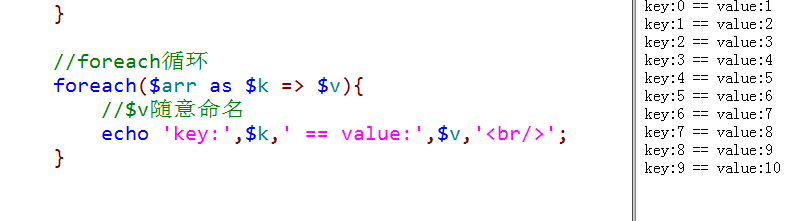 }
//foreach循环
foreach($arr as $k => $v){
//$v随意命名
echo 'key:',$k,' == value:',$v,'<br/>';
}
key:0 == value:1
key:1 == value:2
key:2 == value:3
key:3 == value:4
key:4 == value:5
key:5 == value:6
key:6 == value:7
key:7 == value:8
key:8 == value:9
key:9 == value:10